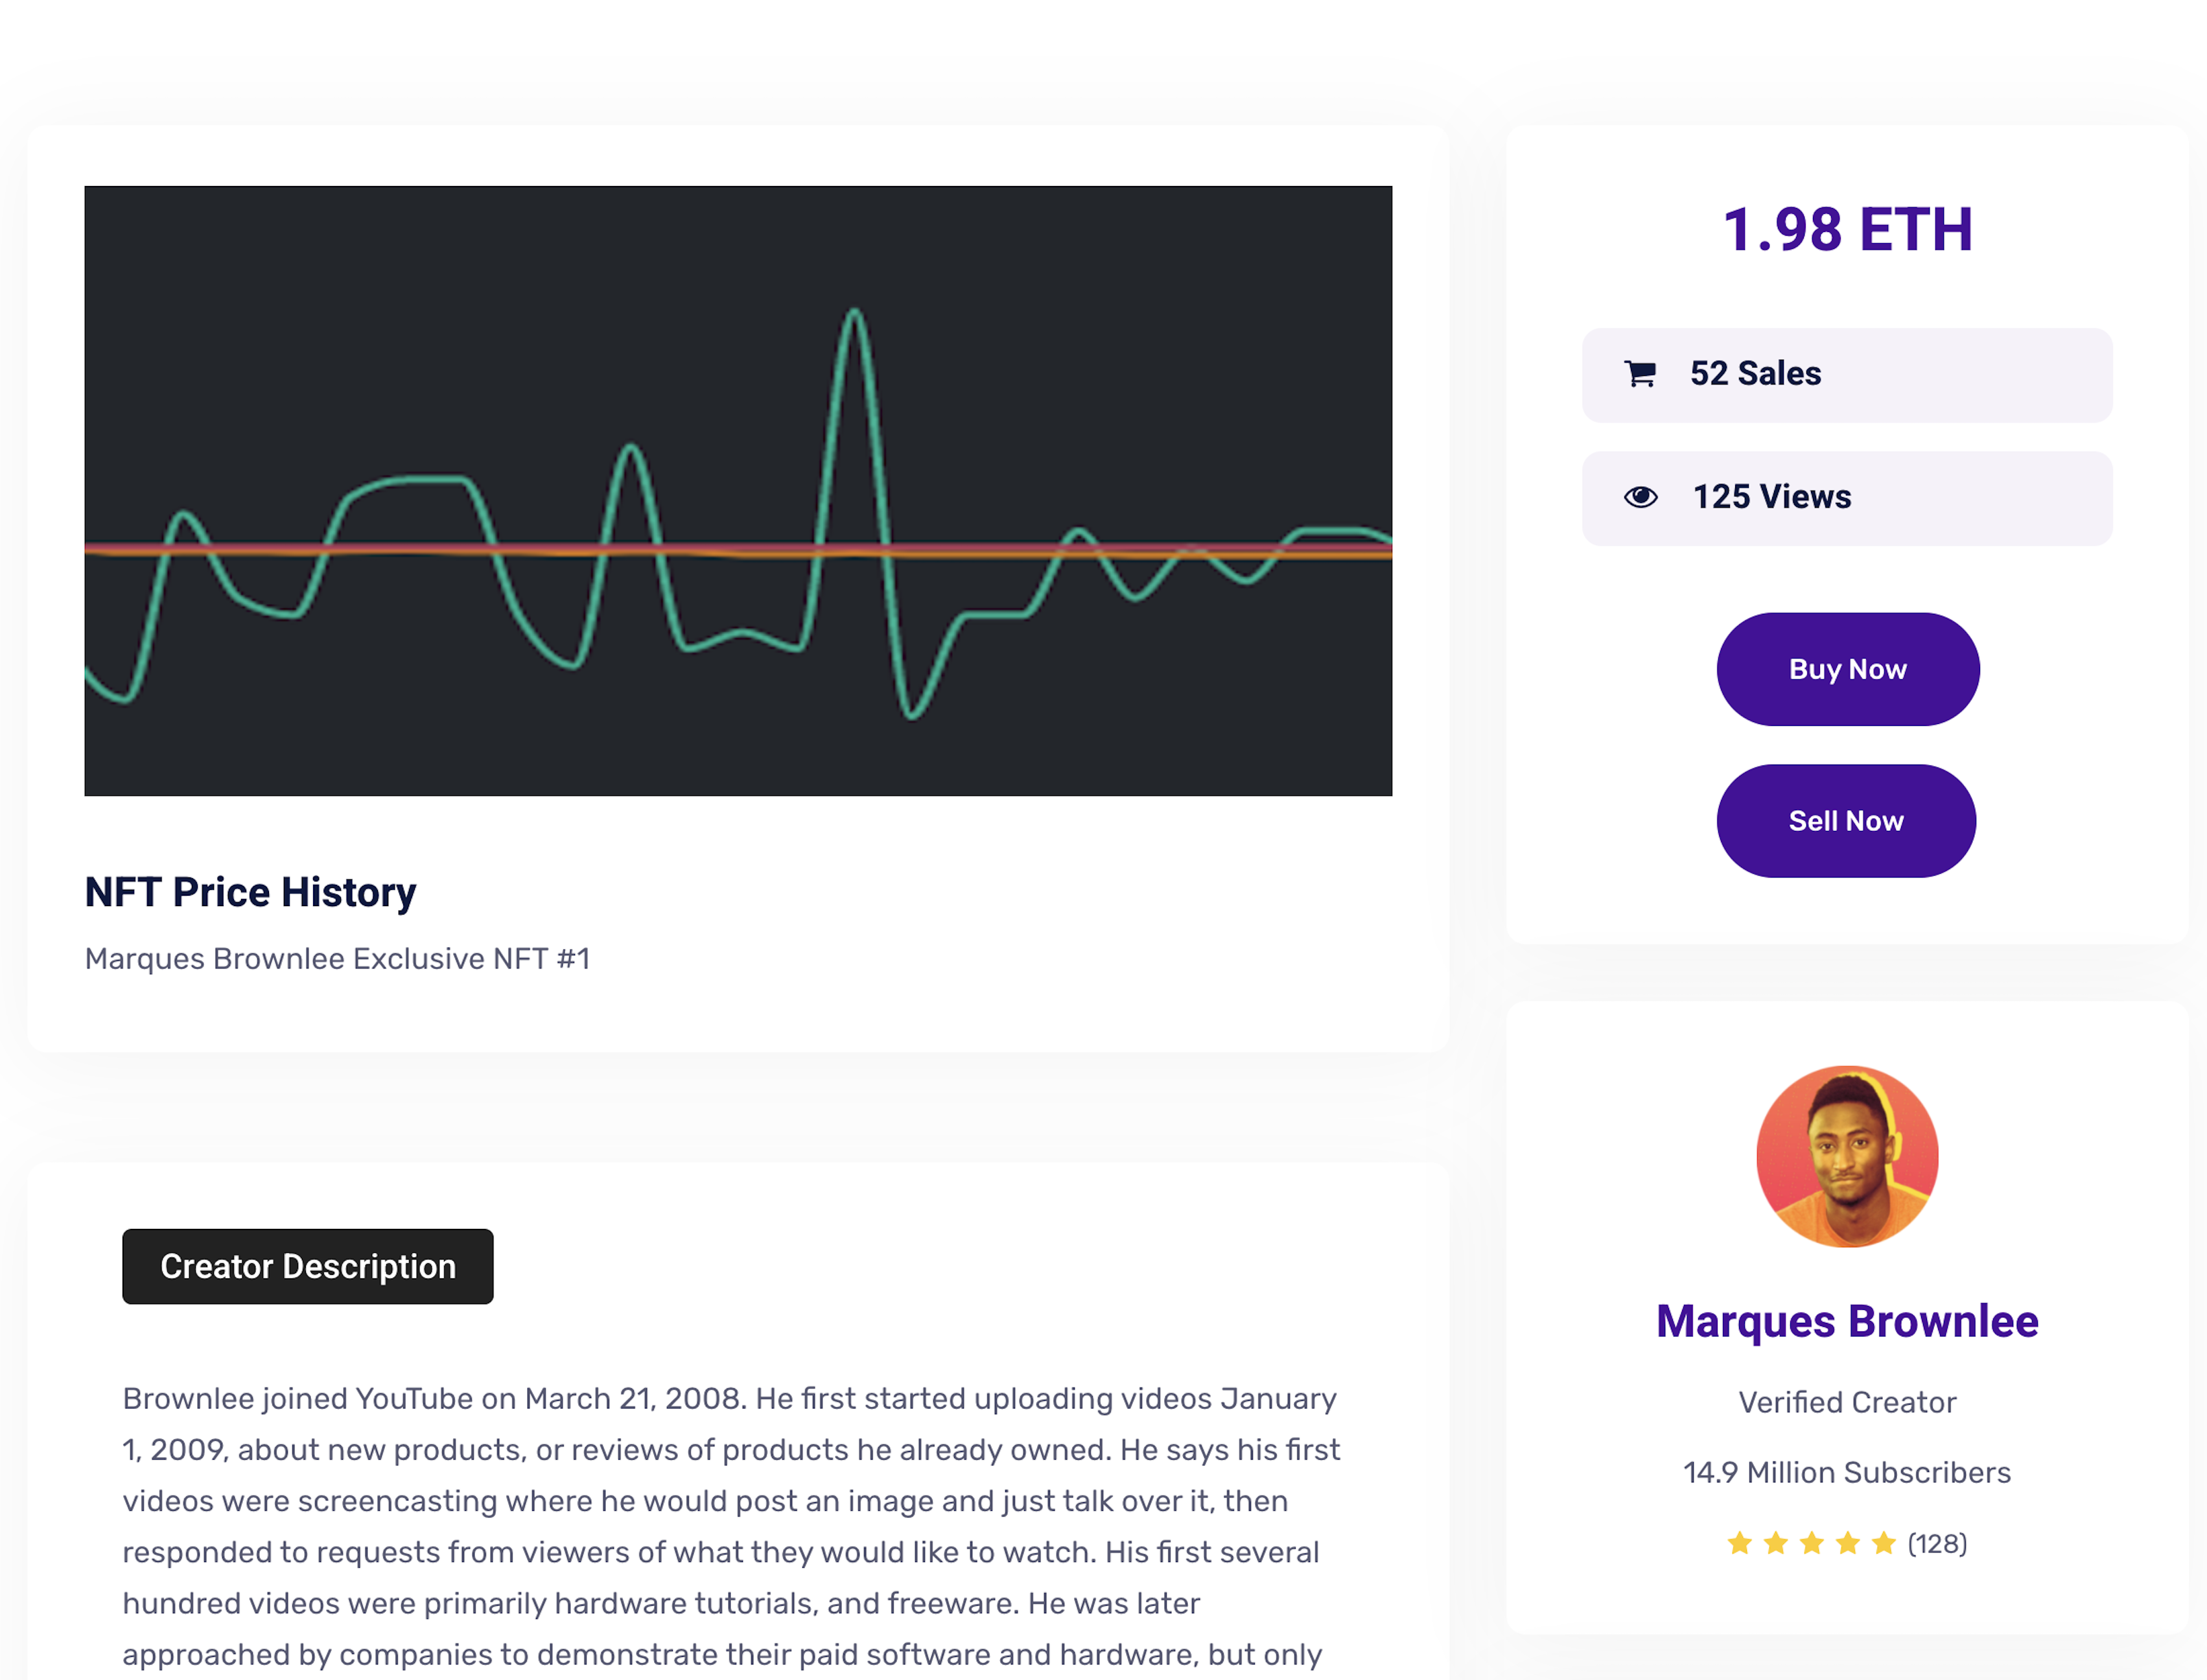 1.98 ETH
52 Sales
125 Views
Buy Now
Sell Now
NFT Price History
Marques Brownlee Exclusive NFT #1
Creator Description
Brownlee joined YouTube on March 21, 2008. He first started uploading videos January
1, 2009, about new products, or reviews of products he already owned. He says his first
videos were screencasting where he would post an image and just talk over it, then
responded to requests from viewers of what they would like to watch. His first several
hundred videos were primarily hardware tutorials, and freeware. He was later
approached by companies to demonstrate their paid software and hardware, but only
Marques Brownlee
Verified Creator
14.9 Million Subscribers
(128)